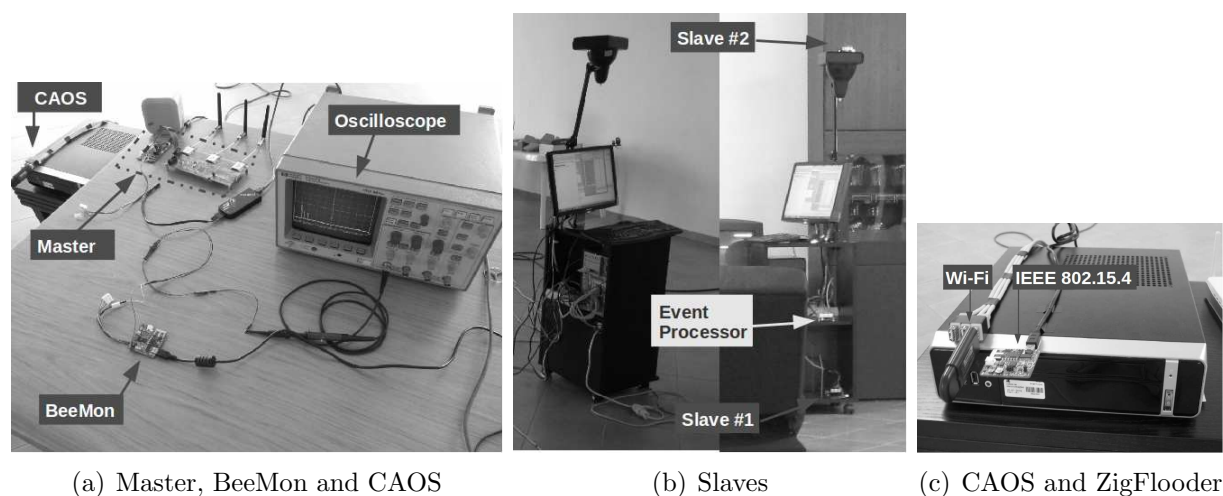 CAOS
Oscilloscope
Master
BeeMon
Slave #2
Event
Processor
Slave #1
Wi-Fi
IEEE 802.15.4
(a) Master, BeeMon and CAOS
(b) Slaves
(c) CAOS and ZigFlooder